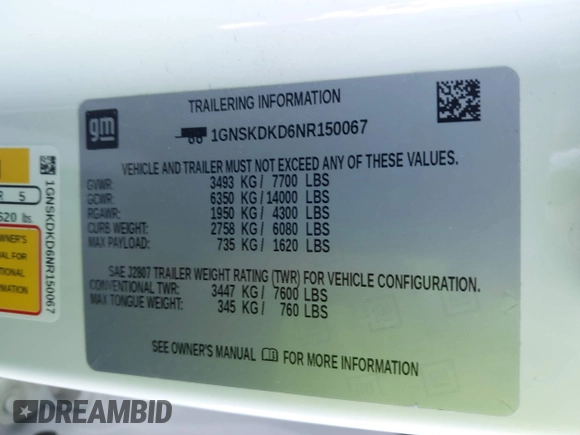 TRAILERING INFORMATION
gm
1GNSKDKD6NR150067
VEHICLE AND TRAILER MUST NOT EXCEED ANY OF THESE VALUES.
GVWR: 3493 KG / 7700 LBS
GCWR: 6350 KG / 14000 LBS
RGAWR: 1950 KG / 4300 LBS
CURB WEIGHT: 2758 KG / 6080 LBS
MAX PAYLOAD: 735 KG / 1620 LBS
SAE J2807 TRAILER WEIGHT RATING (TWR) FOR VEHICLE CONFIGURATION.
CONVENTIONAL TWR: 3447 KG / 7600 LBS
MAX TONGUE WEIGHT: 345 KG / 760 LBS
SEE OWNER'S MANUAL FOR MORE INFORMATION
R 5
620 lbs.
1GNSKDKD6NR150067
DREAMBID